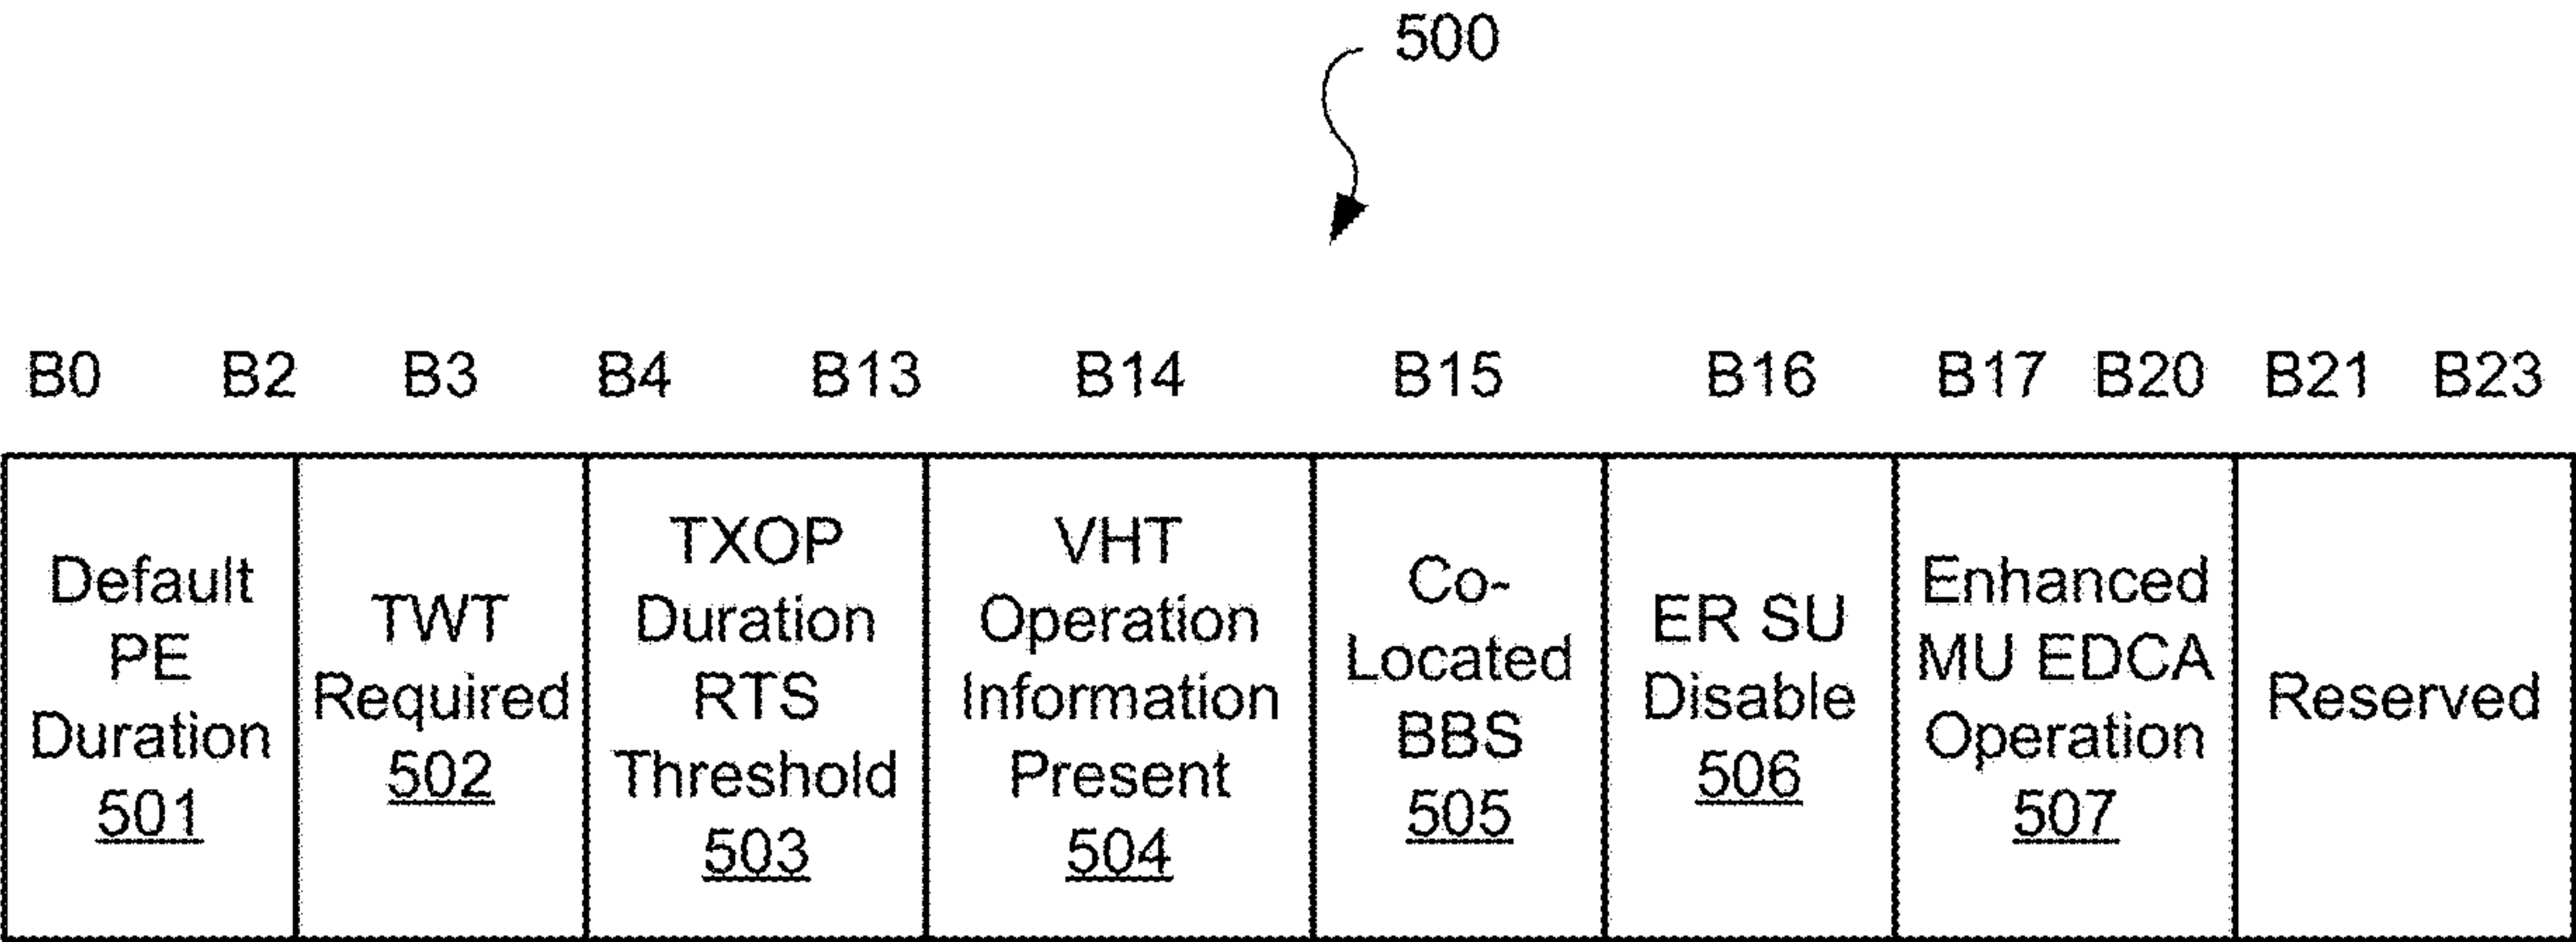 500
B0 B2 B3 B4 B13 B14 B15 B16 B17 B20 B21 B23
Default
PE
Duration
501
TWT
Required
502
TXOP
Duration
RTS
Threshold
503
VHT
Operation
Information
Present
504
Co-
Located
BBS
505
ER SU
Disable
506
Enhanced
MU EDCA
Operation
507
Reserved